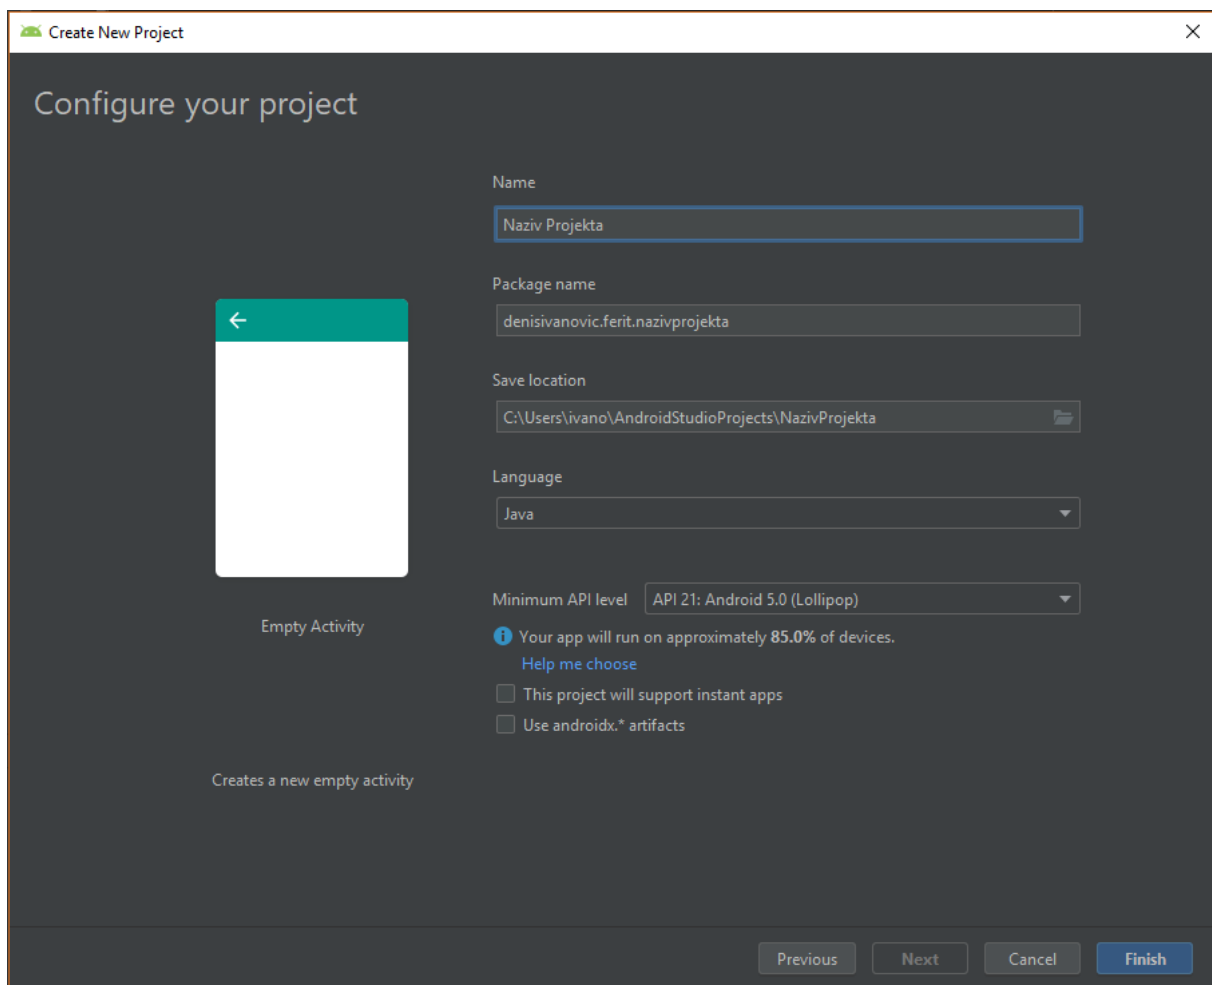 Create New Project
Configure your project
Name
Naziv Projekta
Package name
denisivanovic.ferit.nazivprojekta
Save location
C:\Users\ivano\AndroidStudioProjects\NazivProjekta
Language
Java
Minimum API level API 21: Android 5.0 (Lollipop)
Empty Activity
Your app will run on approximately 85.0% of devices.
Help me choose
This project will support instant apps
Use androidx.* artifacts
Creates a new empty activity
Previous Next Cancel Finish